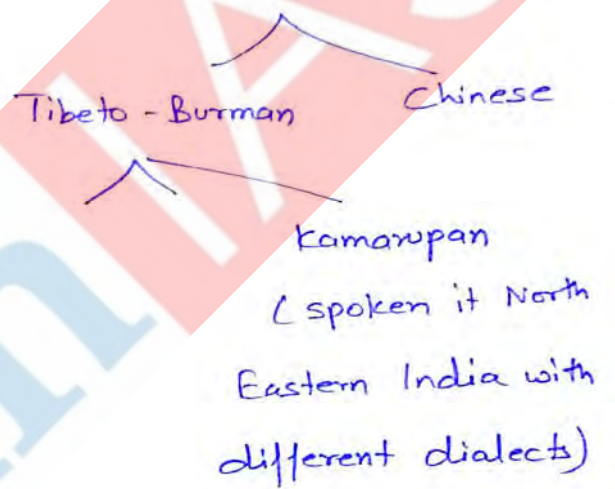 Tibeto - Burman Chinese
Kamarupan
( spoken it North
Eastern India with
different dialects)